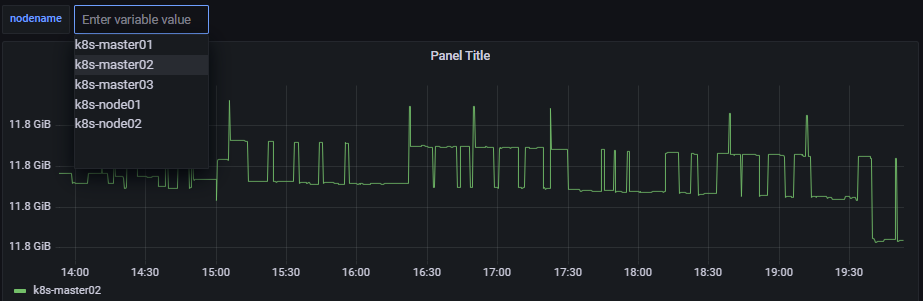 nodename Enter variable value
k8s-master01
k8s-master02
k8s-master03
k8s-node01
k8s-node02
Panel Title
11.8 GiB
11.8 GiB
11.8 GiB
11.8 GiB
14:00 14:30 15:00 15:30 16:00 16:30 17:00 17:30 18:00 18:30 19:00 19:30
k8s-master02